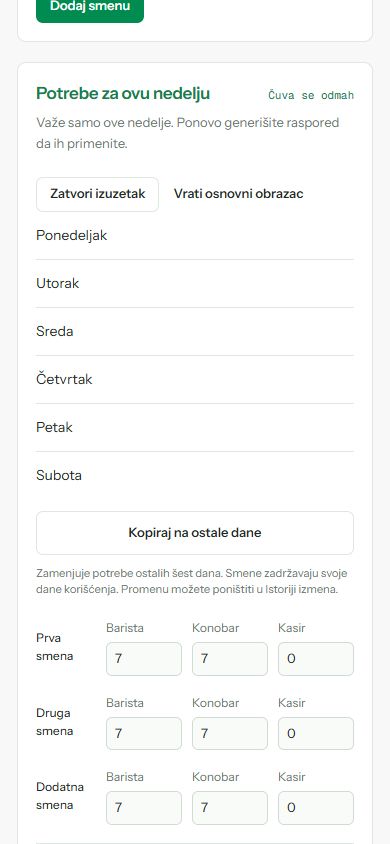 Dodaj smenu
Potrebe za ovu nedelju
Čuva se odmah
Važe samo ove nedelje. Ponovo generišite raspored
da ih primenite.
Zatvori izuzetak
Vrati osnovni obrazac
Ponedeljak
Utorak
Sreda
Četvrtak
Petak
Subota
Kopiraj na ostale dane
Zamenjuje potrebe ostalih šest dana. Smene zadržavaju svoje
dane korišćenja. Promenu možete poništiti u Istoriji izmena.
Prva
smena
Barista
Konobar
Kasir
7
7
0
Druga
smena
Barista
Konobar
Kasir
7
7
0
Dodatna
smena
Barista
Konobar
Kasir
7
7
0